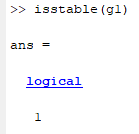 >> isstable(g1)
ans =
logical
1